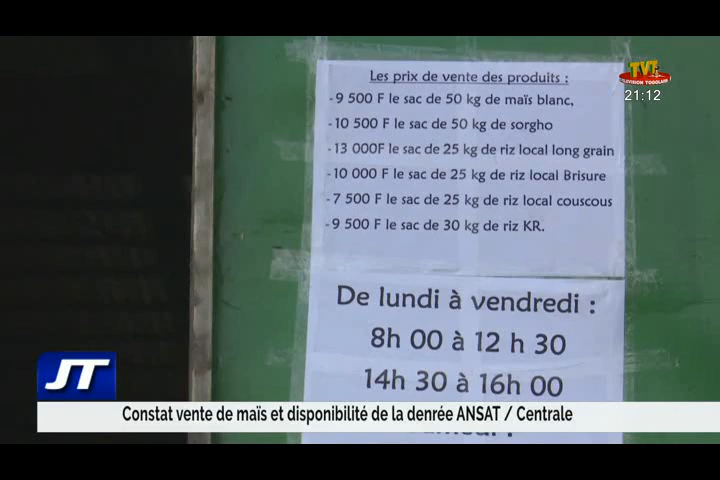 TVT
TELEVISION TOGOLAISE
21:12
Les prix de vente des produits :
-9 500 F le sac de 50 kg de maïs blanc,
-10 500 F le sac de 50 kg de sorgho
-13 000F le sac de 25 kg de riz local long grain
-10 000 F le sac de 25 kg de riz local Brisure
-7 500 F le sac de 25 kg de riz local couscous
-9 500 F le sac de 30 kg de riz KR.
De lundi à vendredi :
8h 00 à 12 h 30
14h 30 à 16h 00
JT
Constat vente de maïs et disponibilité de la denrée ANSAT / Centrale